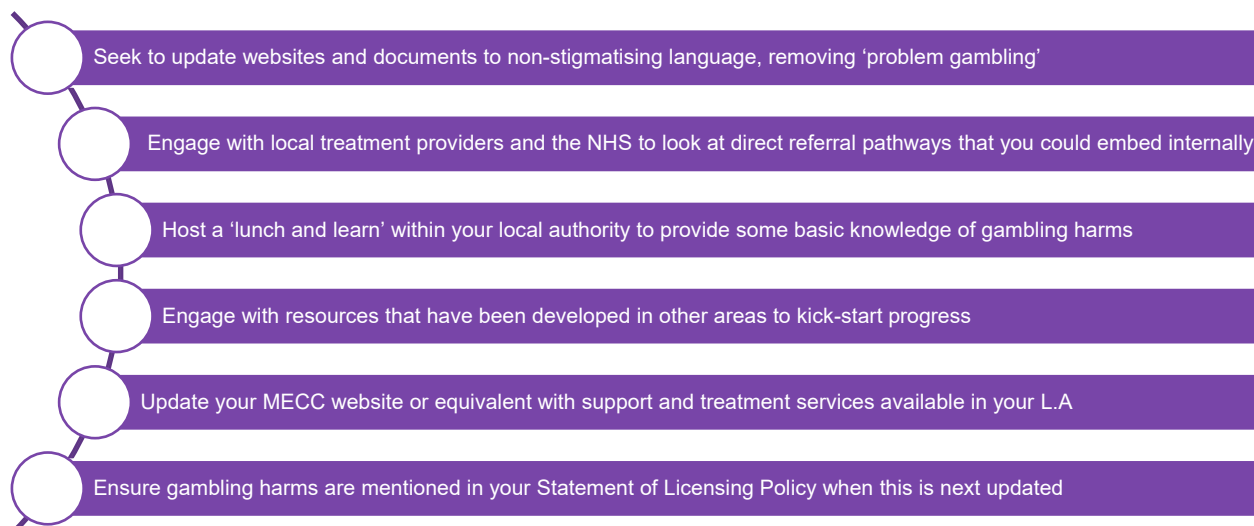 Seek to update websites and documents to non-stigmatising language, removing ‘problem gambling’
Engage with local treatment providers and the NHS to look at direct referral pathways that you could embed internally
Host a ‘lunch and learn’ within your local authority to provide some basic knowledge of gambling harms
Engage with resources that have been developed in other areas to kick-start progress
Update your MECC website or equivalent with support and treatment services available in your L.A
Ensure gambling harms are mentioned in your Statement of Licensing Policy when this is next updated